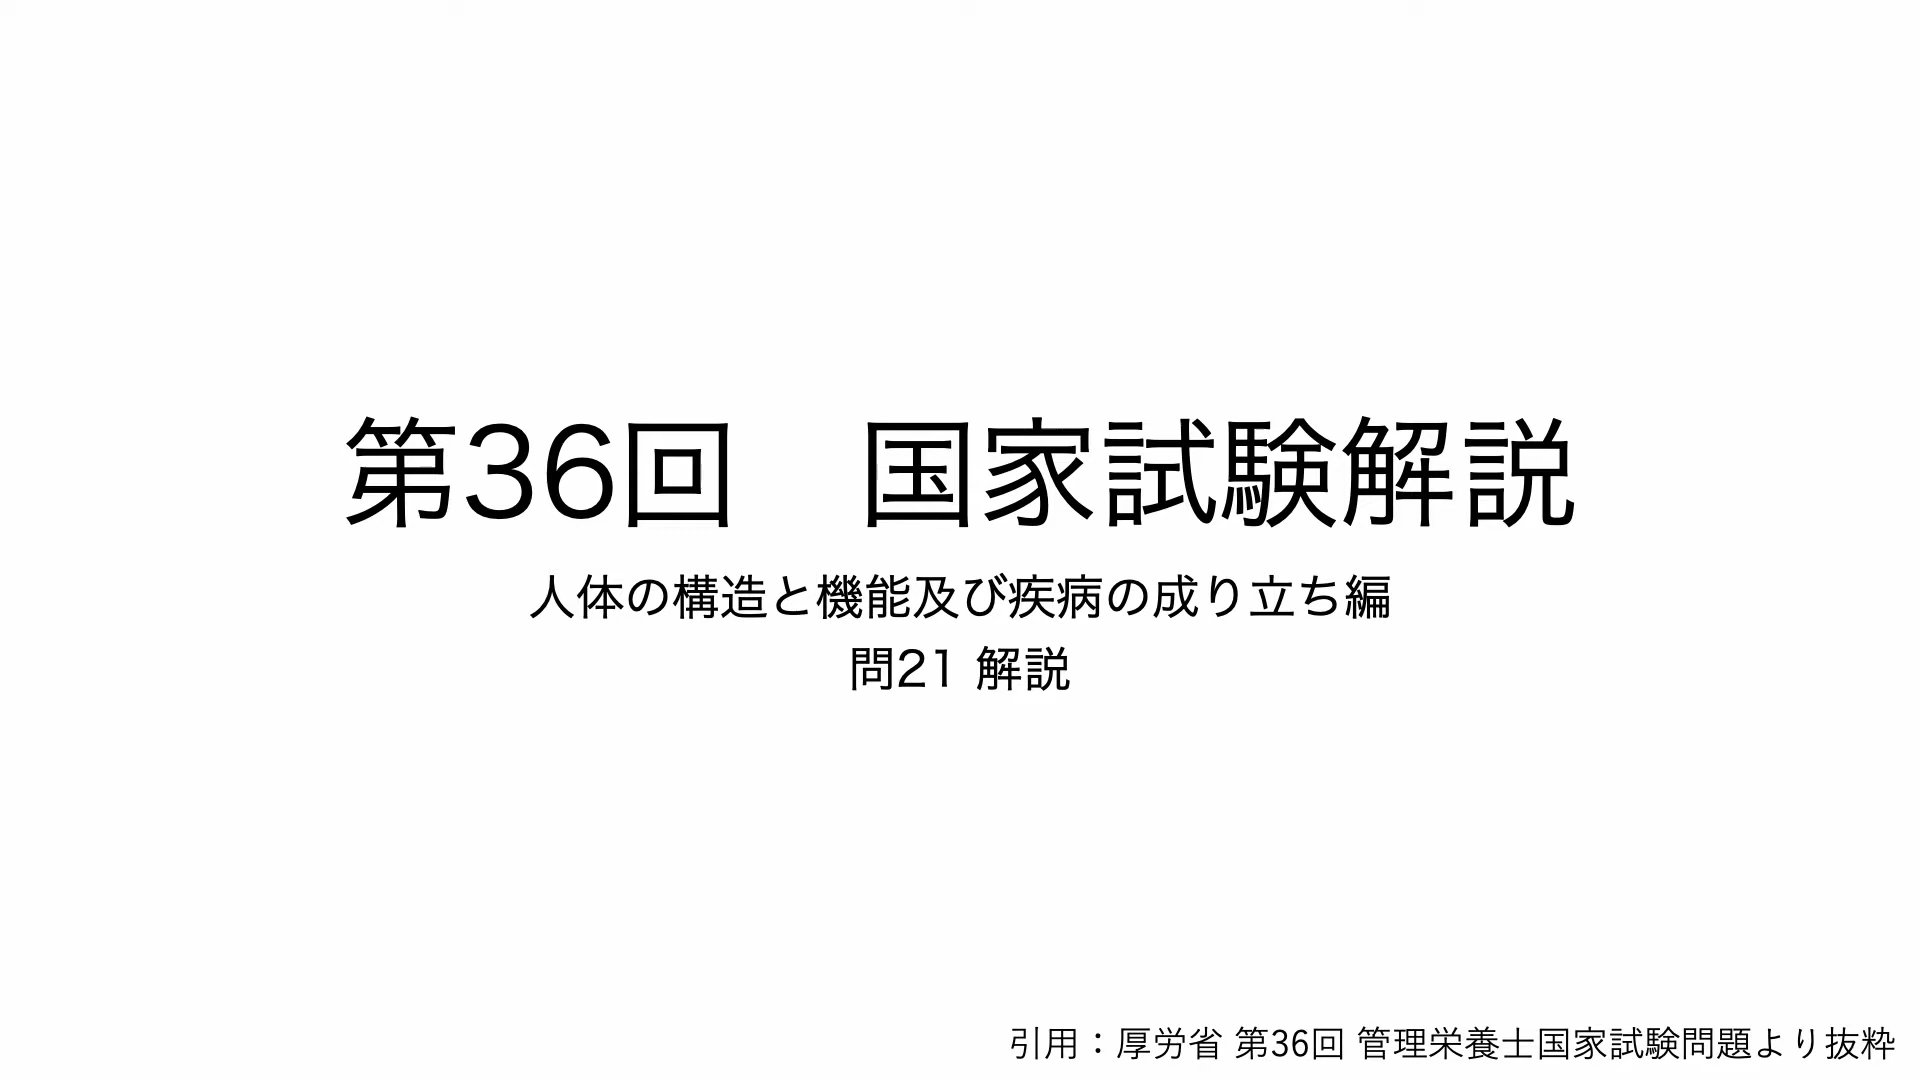 第36回　国家試験解説
人体の構造と機能及び疾病の成り立ち編
問21 解説
引用：厚労省 第36回 管理栄養士国家試験問題より抜粋